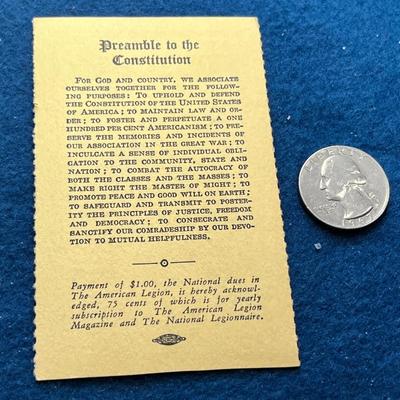 Preamble to the
Constitution
FOR GOD AND COUNTRY, WE ASSOCIATE
OURSELVES TOGETHER FOR THE FOLLOW-
ING PURPOSES: TO UPHOLD AND DEFEND
THE CONSTITUTION OF THE UNITED STATES
OF AMERICA; TO MAINTAIN LAW AND OR-
DER; TO FOSTER AND PERPETUATE A ONE
HUNDRED PER CENT AMERICANISM; TO PRE-
SERVE THE MEMORIES AND INCIDENTS OF
OUR ASSOCIATION IN THE GREAT WAR; TO
INCULCATE A SENSE OF INDIVIDUAL OBLI-
GATION TO THE COMMUNITY, STATE AND
NATION; TO COMBAT THE AUTOCRACY OF
BOTH THE CLASSES AND THE MASSES; TO
MAKE RIGHT THE MASTER OF MIGHT; TO
PROMOTE PEACE AND GOOD WILL ON EARTH;
TO SAFEGUARD AND TRANSMIT TO POSTER-
ITY THE PRINCIPLES OF JUSTICE, FREEDOM
AND DEMOCRACY; TO CONSECRATE AND
SANCTIFY OUR COMRADESHIP BY OUR DEVO-
TION TO MUTUAL HELPFULNESS.
Payment of $1.00, the National dues in
The American Legion, is hereby acknowl-
edged, 75 cents of which is for yearly
subscription to The American Legion
Magazine and The National Legionnaire.
LIBERTY